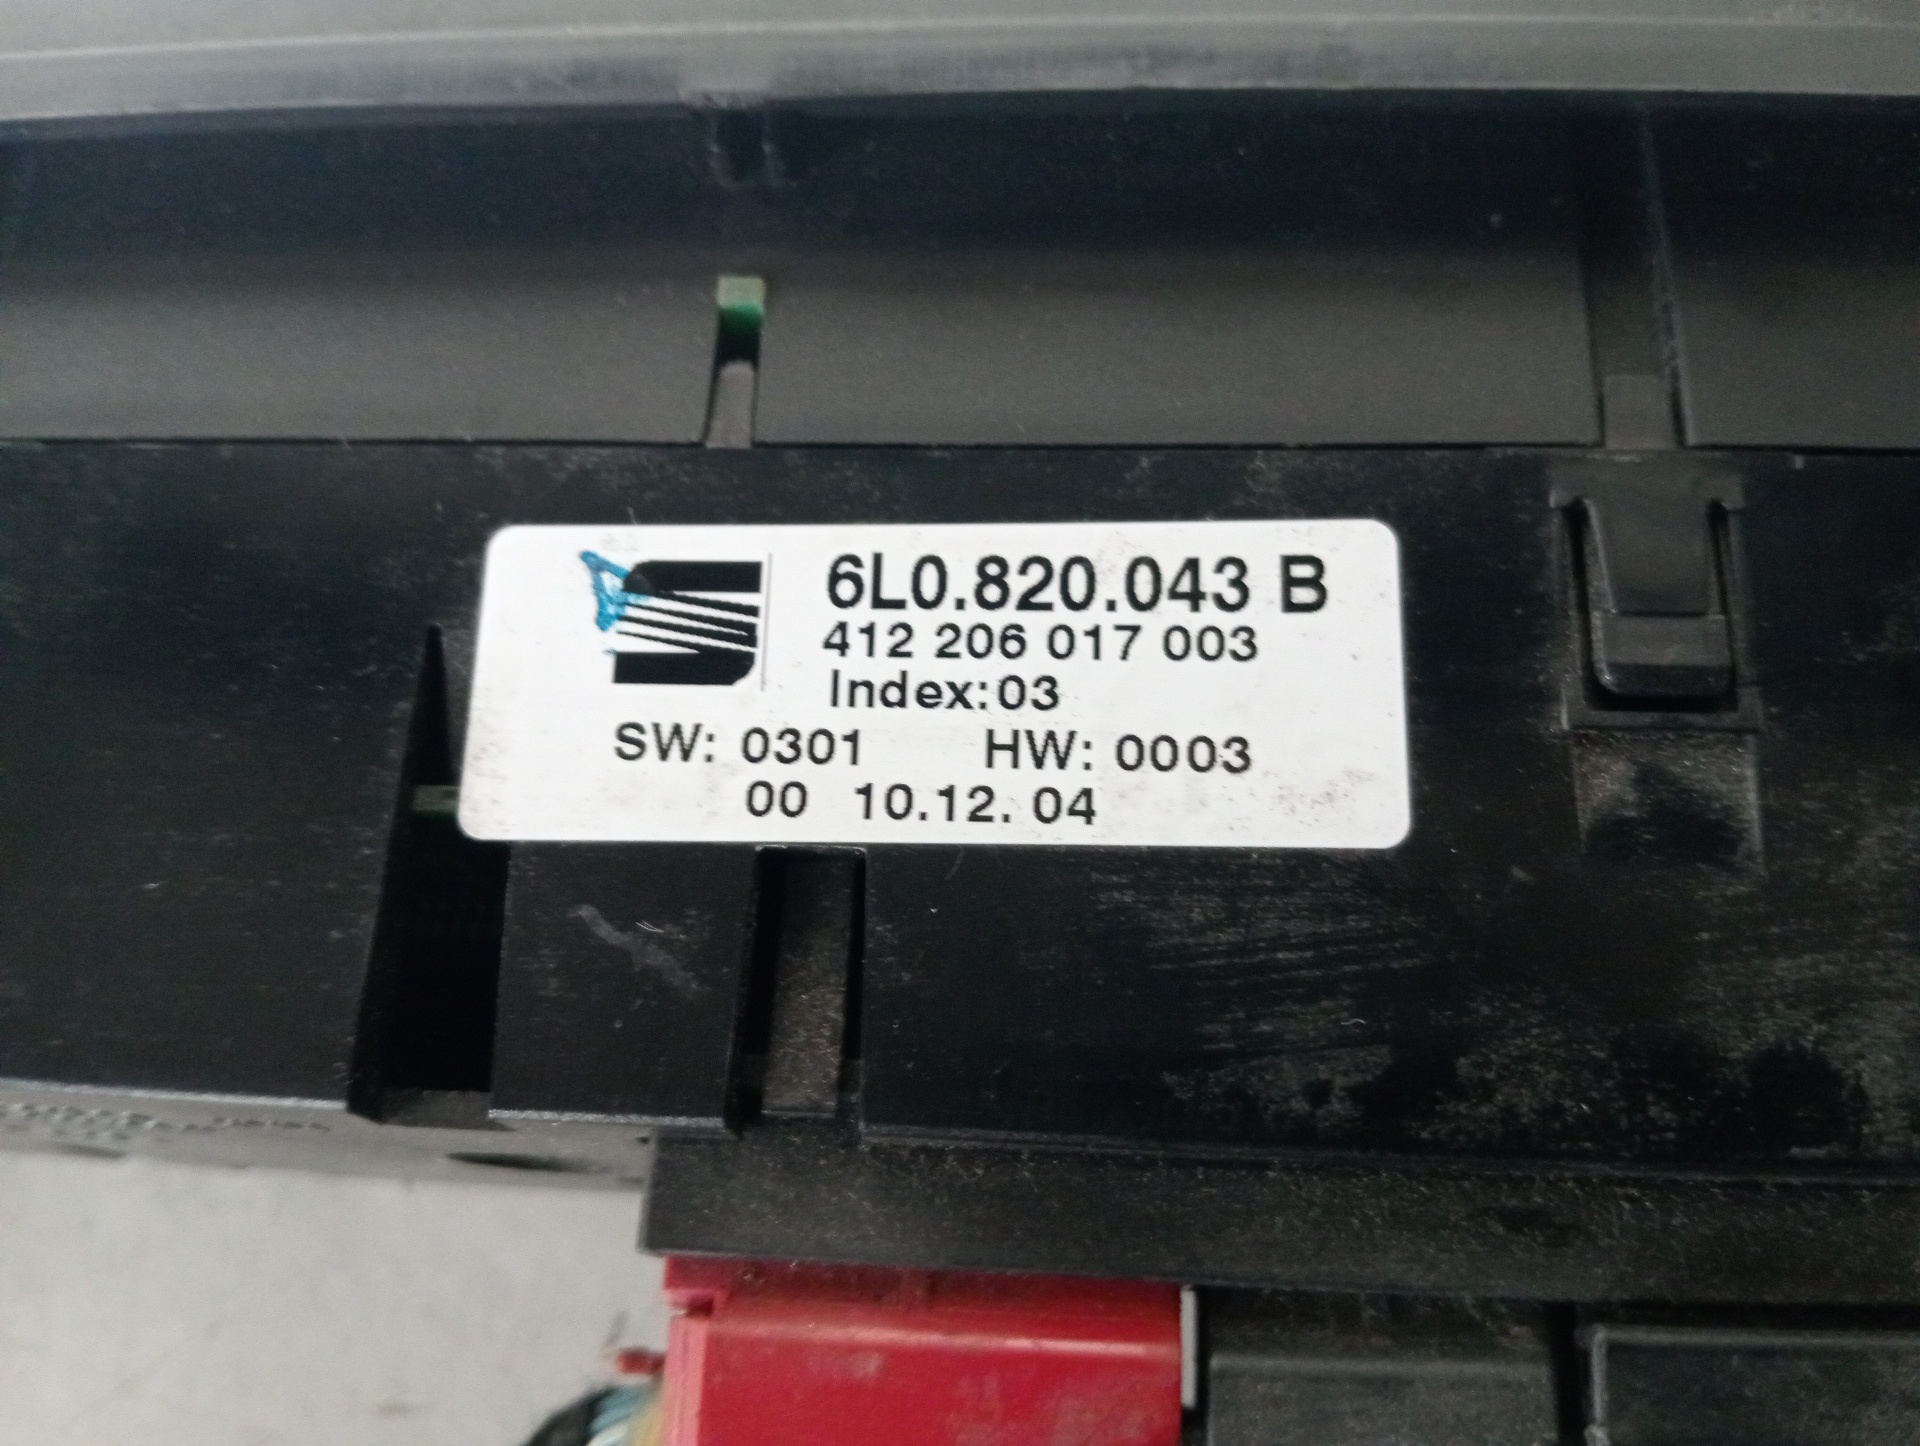 6L0.820.043 B
412 206 017 003
Index:03
SW: 0301 HW: 0003
00 10.12.04